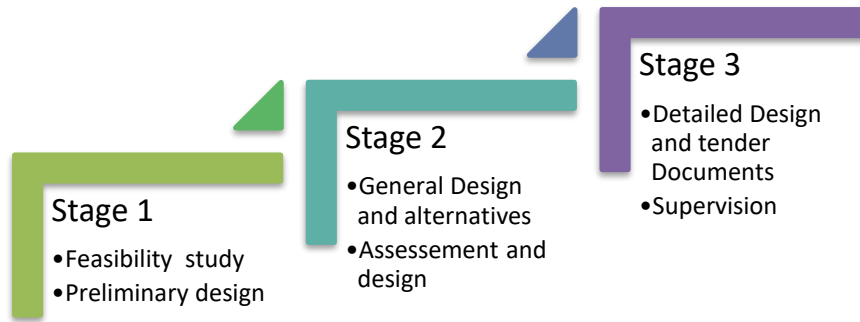 Stage 1
•Feasibility study
•Preliminary design
Stage 2
•General Design
and alternatives
•Assessement and
design
Stage 3
•Detailed Design
and tender
Documents
•Supervision